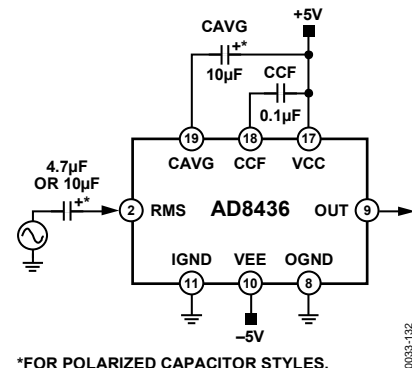 +5V
CAVG
+*
10µF
CCF
0.1µF
19
18
17
CAVG
CCF
VCC
4.7µF
OR 10µF
+*
2
RMS
AD8436
OUT
9
IGND
VEE
OGND
11
10
8
–5V
*FOR POLARIZED CAPACITOR STYLES.
0033-132